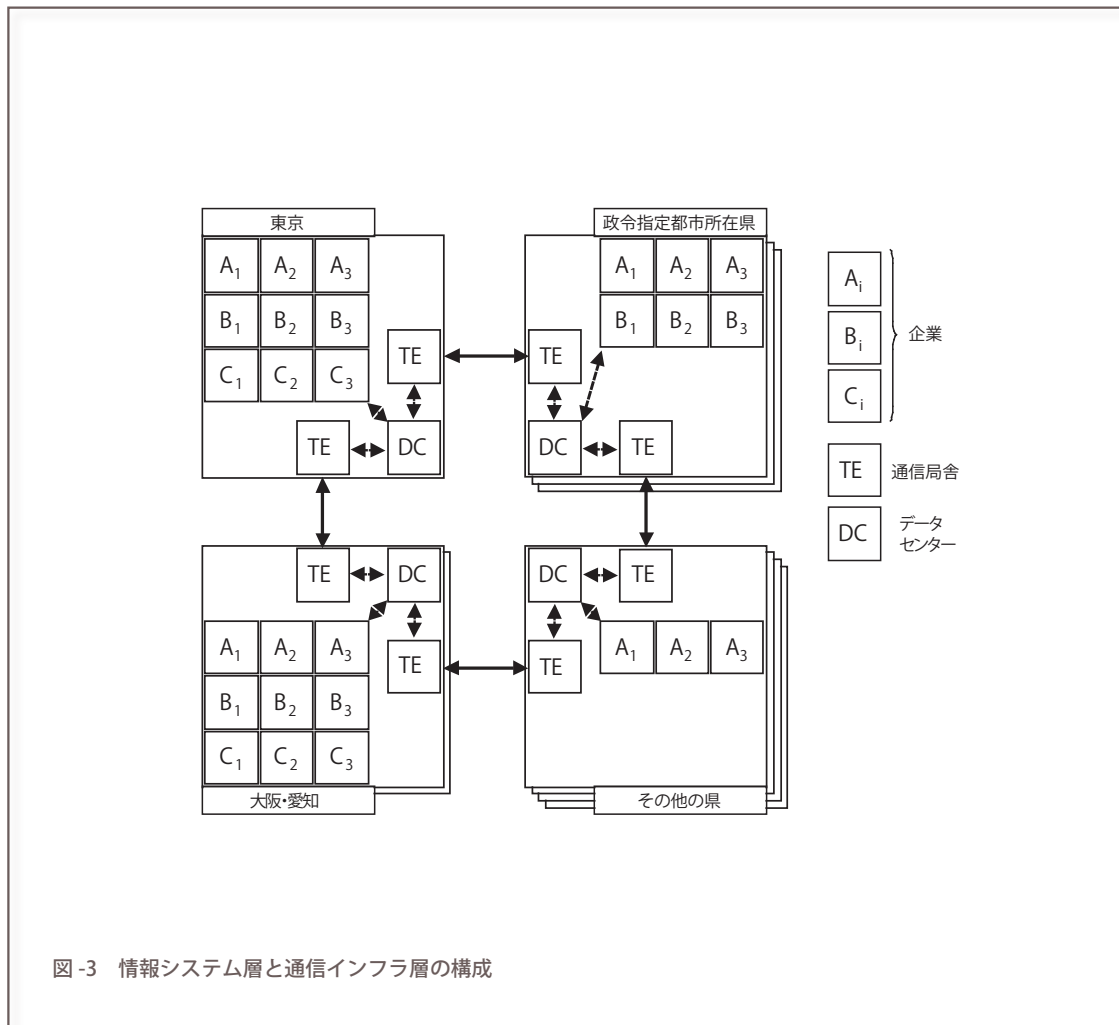 東京
A1 A2 A3
B1 B2 B3
C1 C2 C3
TE
TE DC
政令指定都市所在県
A1 A2 A3
B1 B2 B3
TE
DC TE
Ai
Bi
Ci
企業
TE 通信局舎
DC データ
センター
TE DC
TE
A1 A2 A3
B1 B2 B3
C1 C2 C3
大阪・愛知
DC TE
TE
A1 A2 A3
その他の県
図-3 情報システム層と通信インフラ層の構成